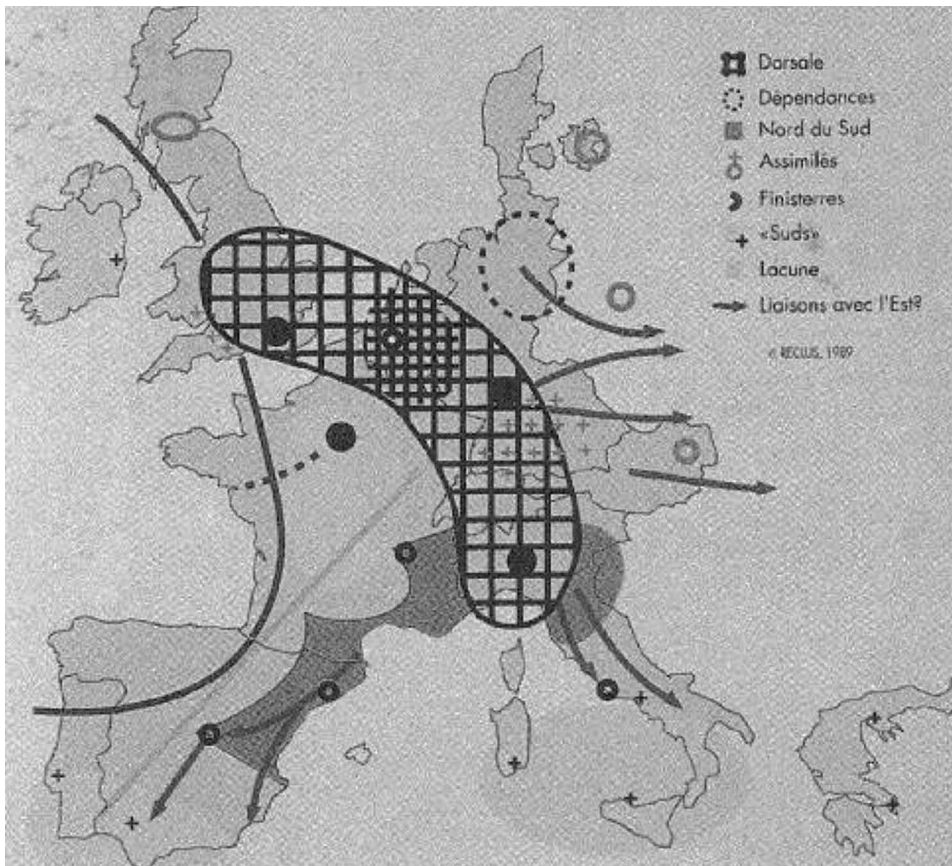 Dorsale
Dépendances
Nord du Sud
Assimilés
Finisterres
«Suds»
Lacune
Liaisons avec l'Est?
© RECLUS, 1989